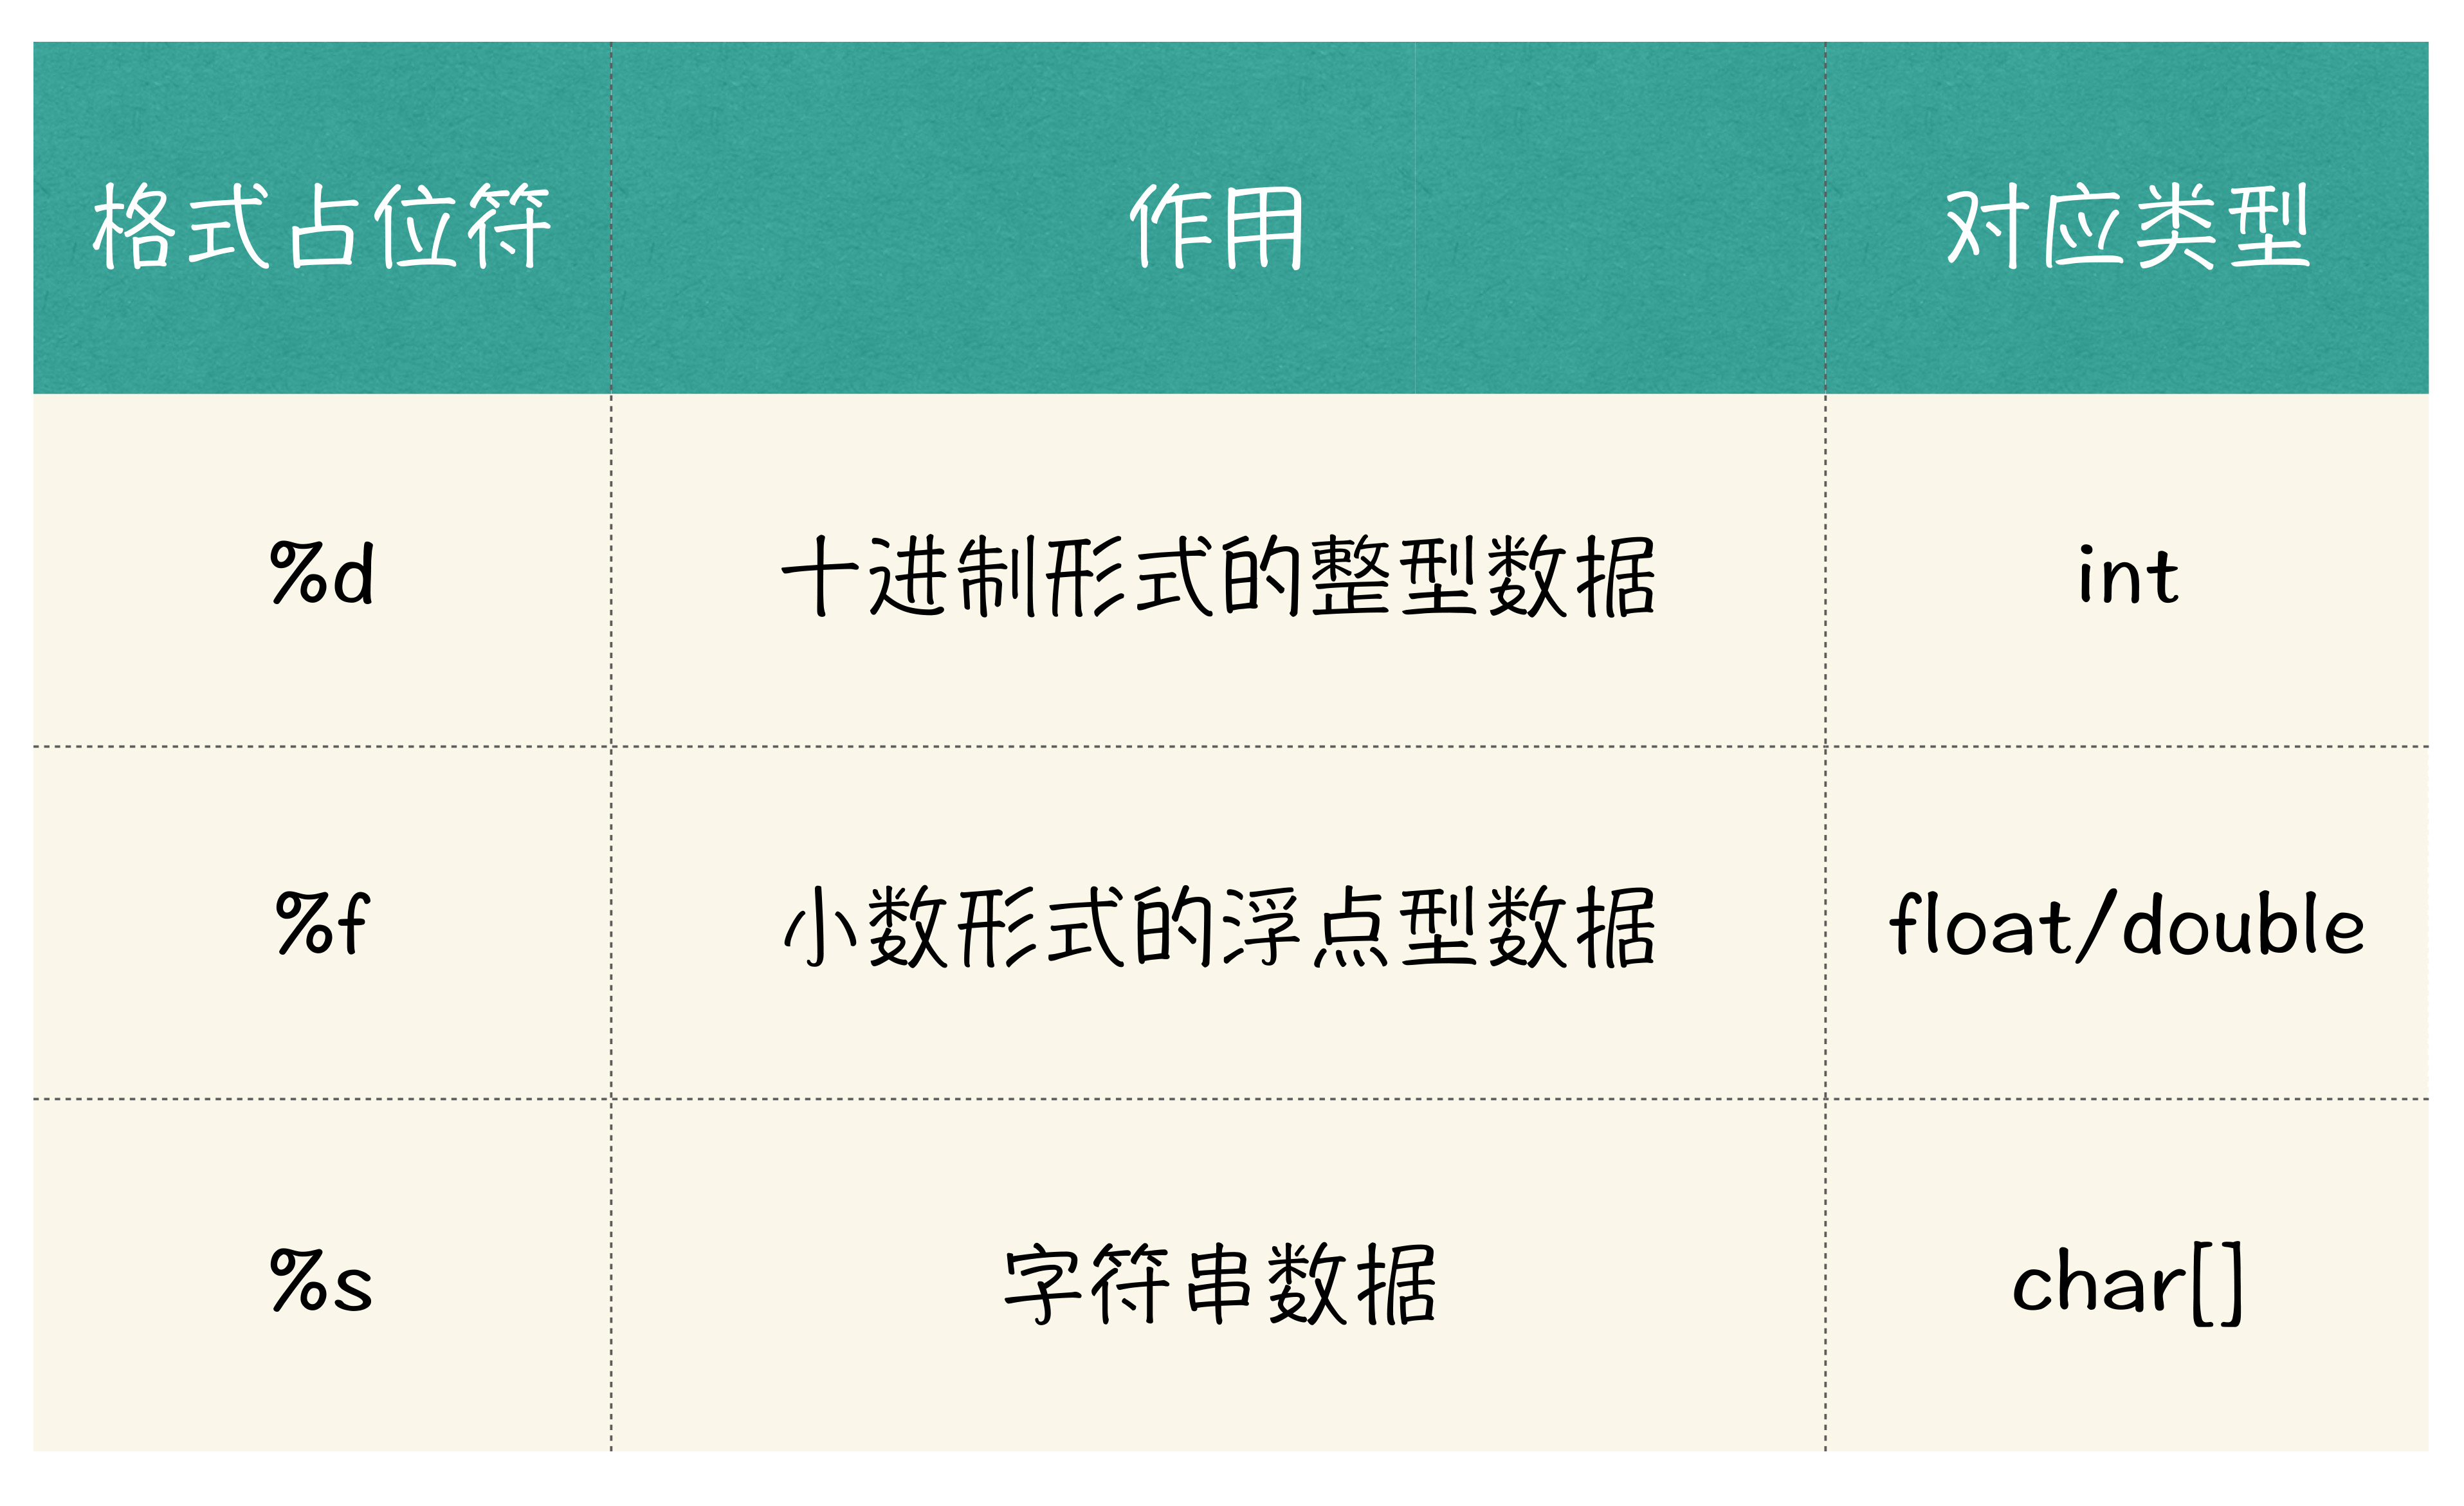 格式占位符 作用 对应类型
%d 十进制形式的整型数据 int
%f 小数形式的浮点型数据 float/double
%s 字符串数据 char[]